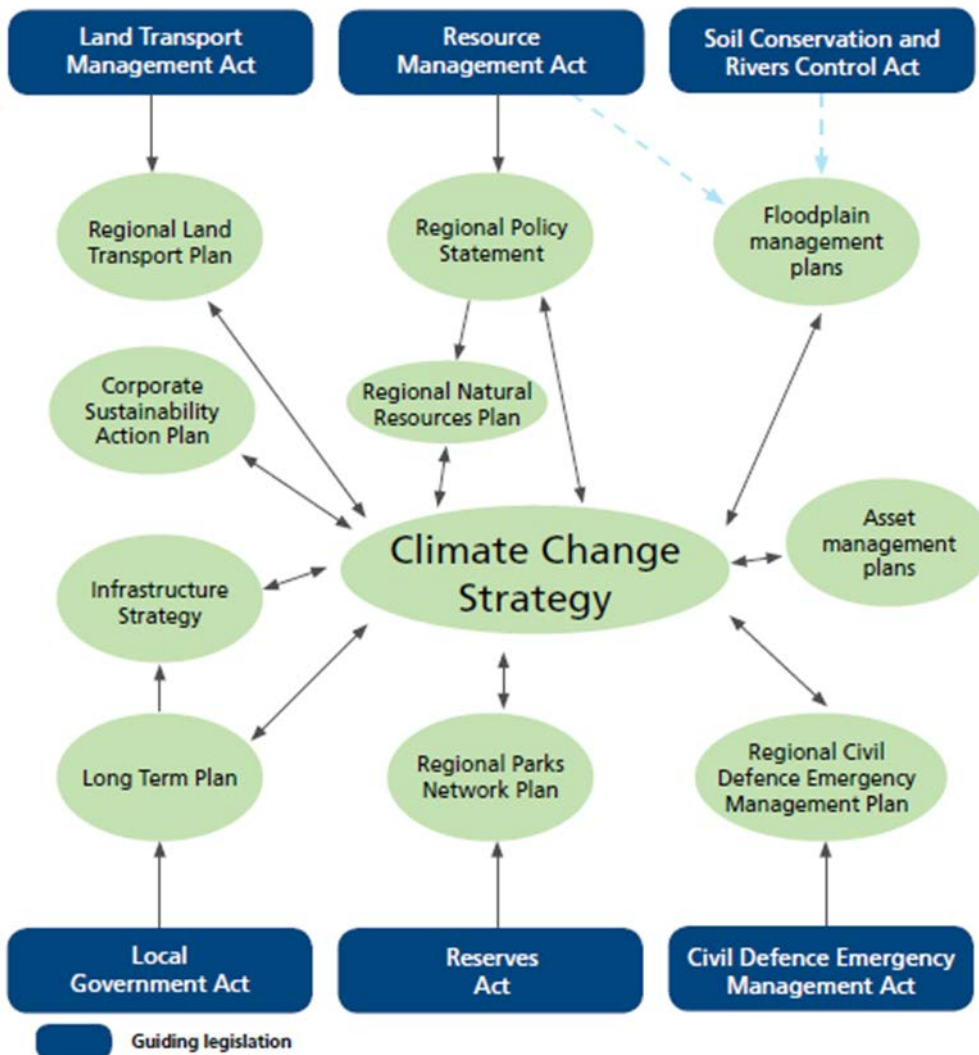 Land Transport
Management Act
Resource
Management Act
Soil Conservation and
Rivers Control Act
Regional Land
Transport Plan
Regional Policy
Statement
Floodplain
management
plans
Corporate
Sustainability
Action Plan
Regional Natural
Resources Plan
Climate Change
Strategy
Asset
management
plans
Infrastructure
Strategy
Long Term Plan
Regional Parks
Network Plan
Regional Civil
Defence Emergency
Management Plan
Local
Government Act
Reserves
Act
Civil Defence Emergency
Management Act
Guiding legislation